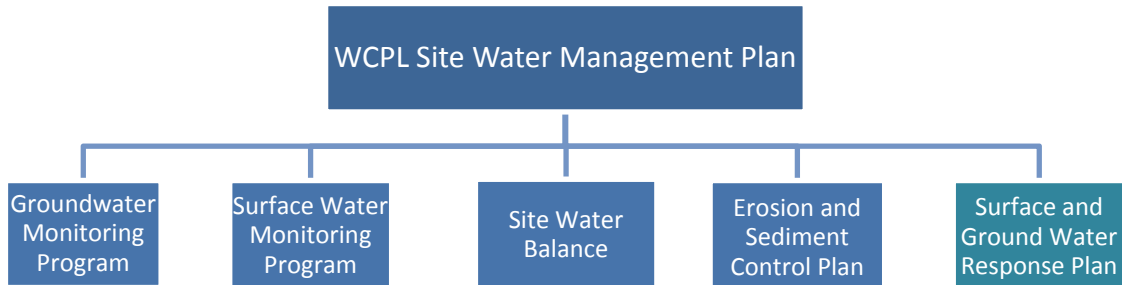 WCPL Site Water Management Plan
Groundwater
Monitoring
Program
Surface Water
Monitoring
Program
Site Water
Balance
Erosion and
Sediment
Control Plan
Surface and
Ground Water
Response Plan